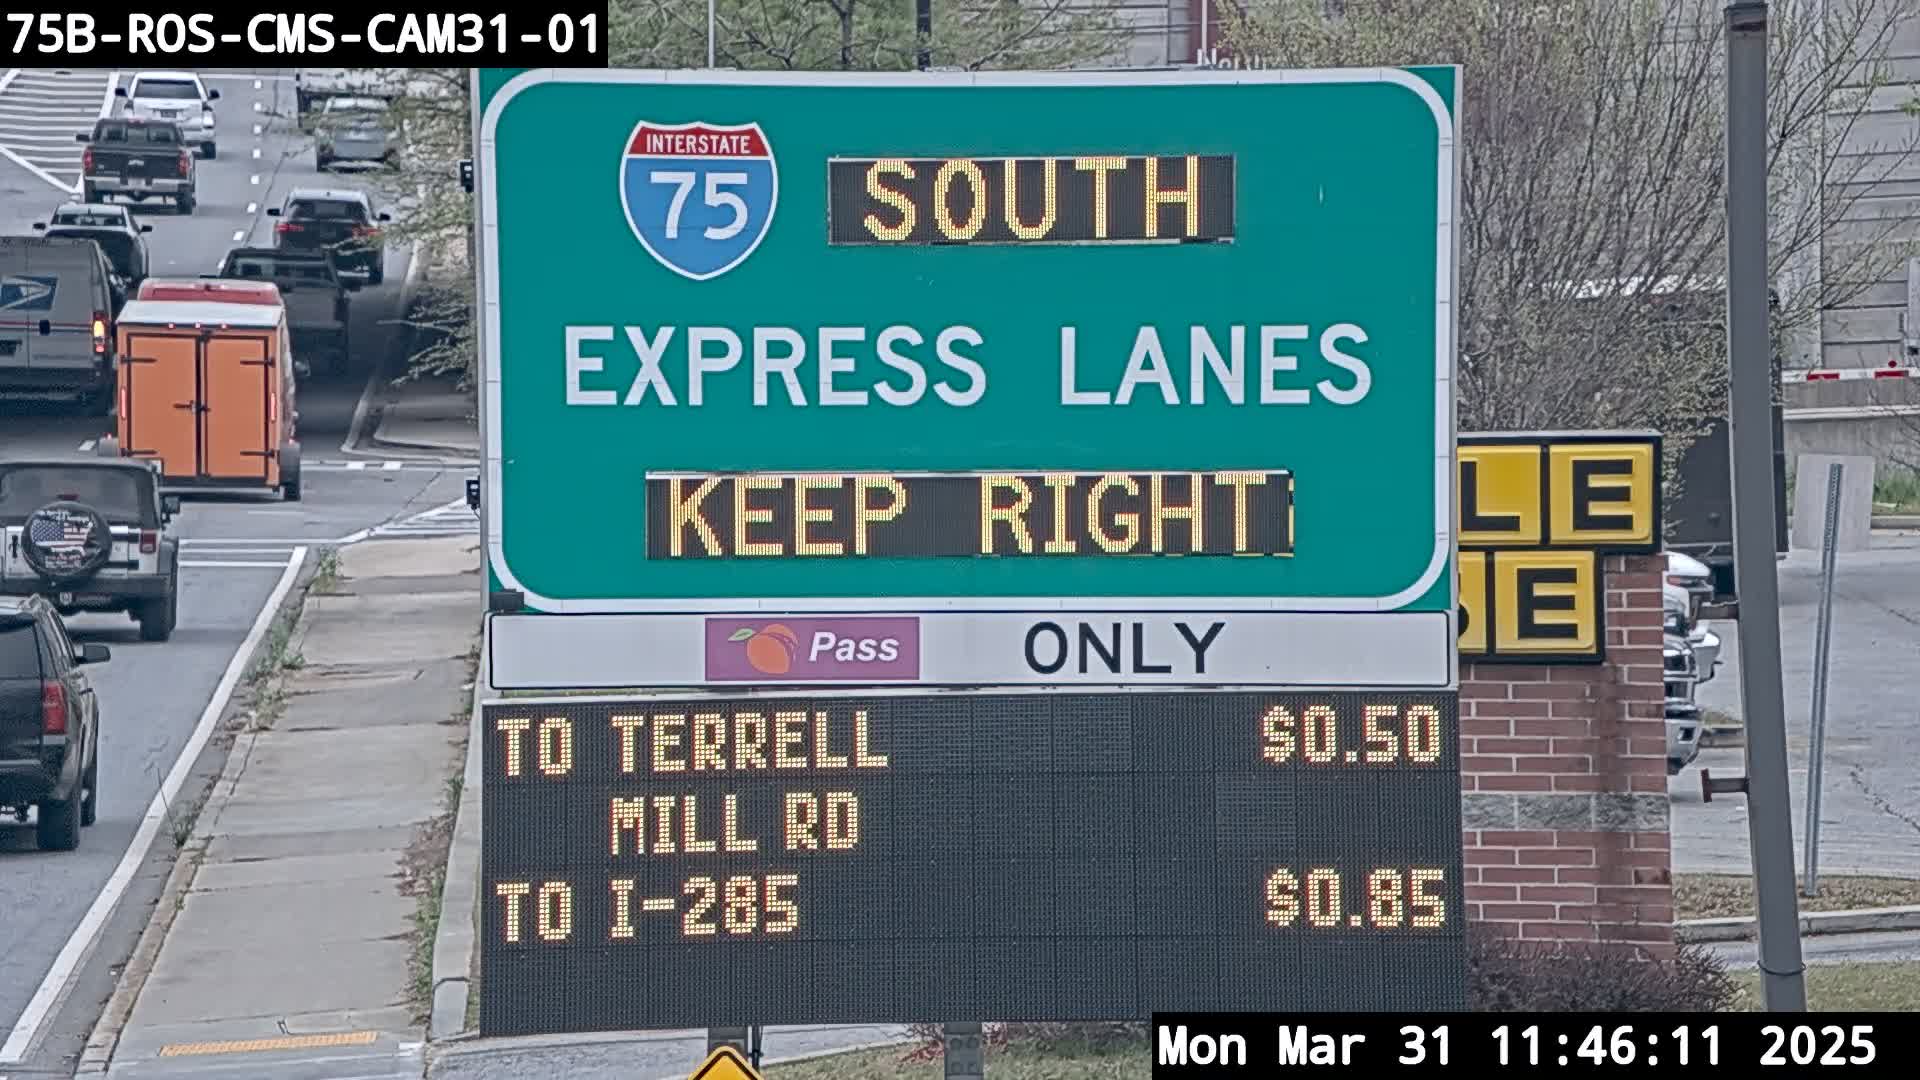 75B-ROS-CMS-CAM31-01
INTERSTATE
75
SOUTH
EXPRESS LANES
KEEP RIGHT
LE
E
Pass ONLY
TO TERRELL $0.50
MILL RD
TO I-285 $0.85
Mon Mar 31 11:46:11 2025